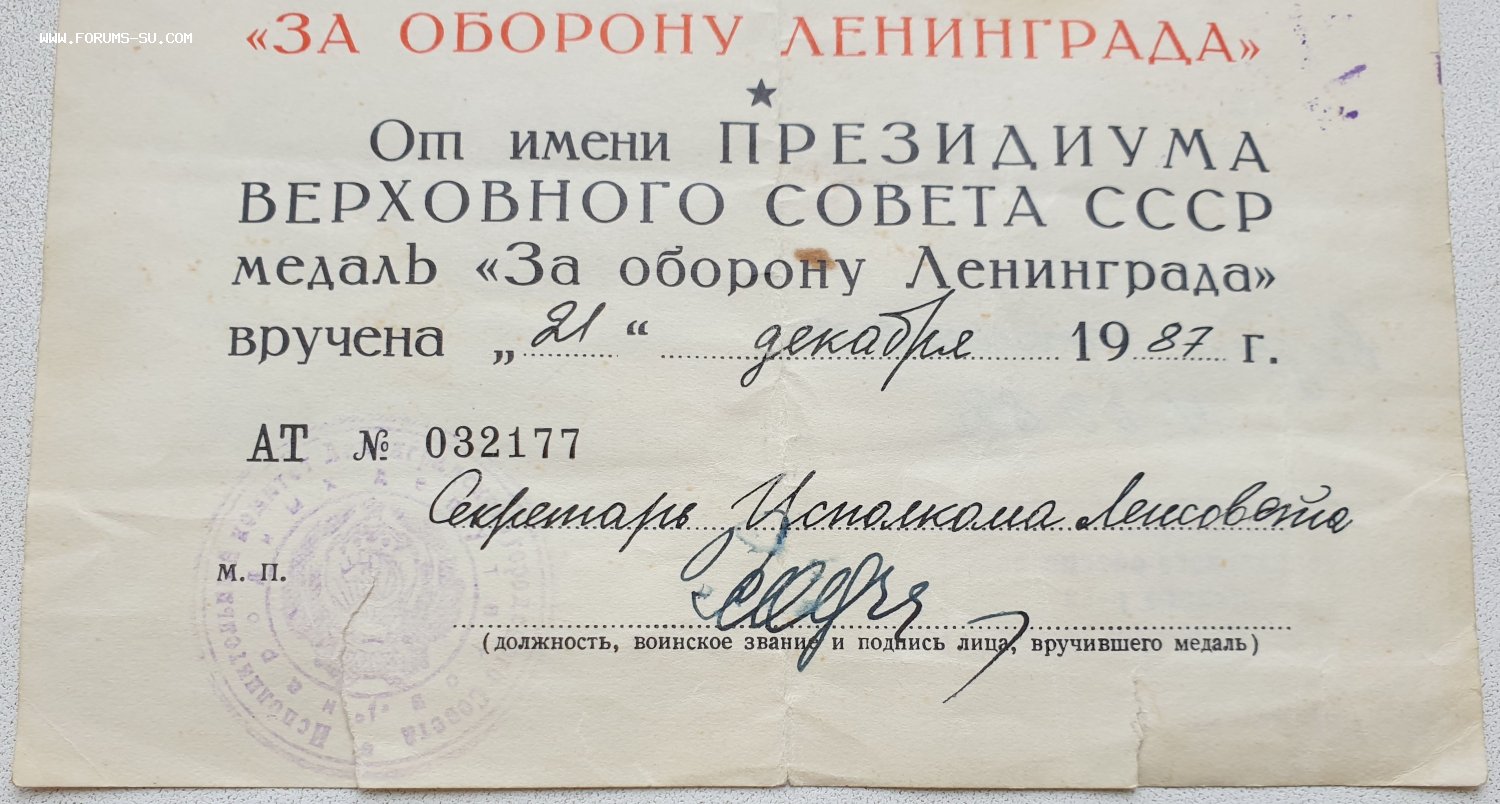 WWW.FORUMS-SU.COM
«ЗА ОБОРОНУ ЛЕНИНГРАДА»
От имени ПРЕЗИДИУМА
ВЕРХОВНОГО СОВЕТА СССР
медаль «За оборону Ленинграда»
вручена „21“ декабря 1987 г.
АТ № 032177
Секретарь Исполкома Ленсовета
м. п.
(должность, воинское звание и подпись лица, вручившего медаль)